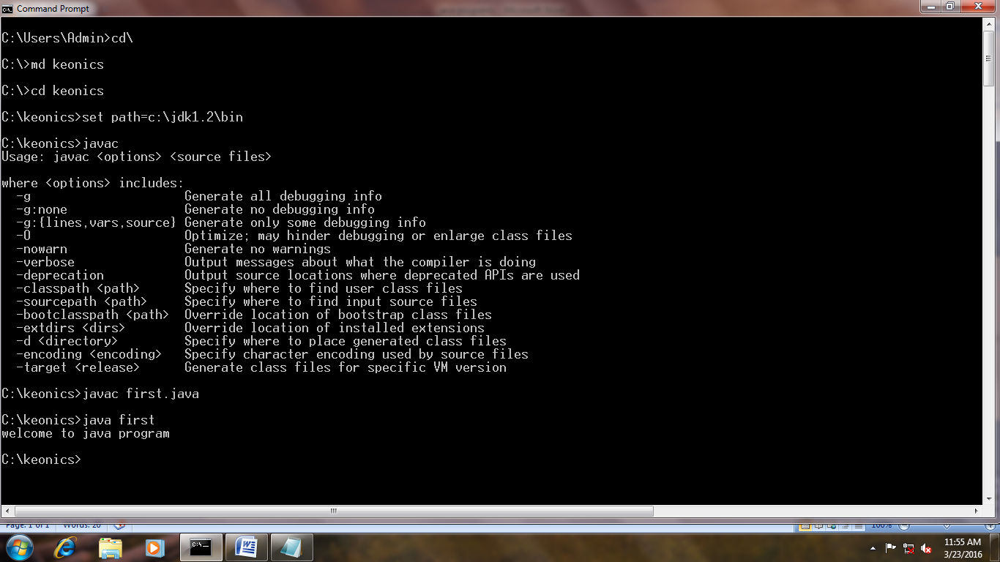 Command Prompt
C:\Users\Admin>cd\
C:\>md keonics
C:\>cd keonics
C:\keonics>set path=c:\jdk1.2\bin
C:\keonics>javac
Usage: javac <options> <source files>
where <options> includes:
-g Generate all debugging info
-g:none Generate no debugging info
-g:{lines,vars,source} Generate only some debugging info
-O Optimize; may hinder debugging or enlarge class files
-nowarn Generate no warnings
-verbose Output messages about what the compiler is doing
-deprecation Output source locations where deprecated APIs are used
-classpath <path> Specify where to find user class files
-sourcepath <path> Specify where to find input source files
-bootclasspath <path> Override location of bootstrap class files
-extdirs <dirs> Override location of installed extensions
-d <directory> Specify where to place generated class files
-encoding <encoding> Specify character encoding used by source files
-target <release> Generate class files for specific VM version
C:\keonics>javac first.java
C:\keonics>java first
welcome to java program
C:\keonics>
Page: 1 of 1 Words: 20 100%
11:55 AM
3/23/2016